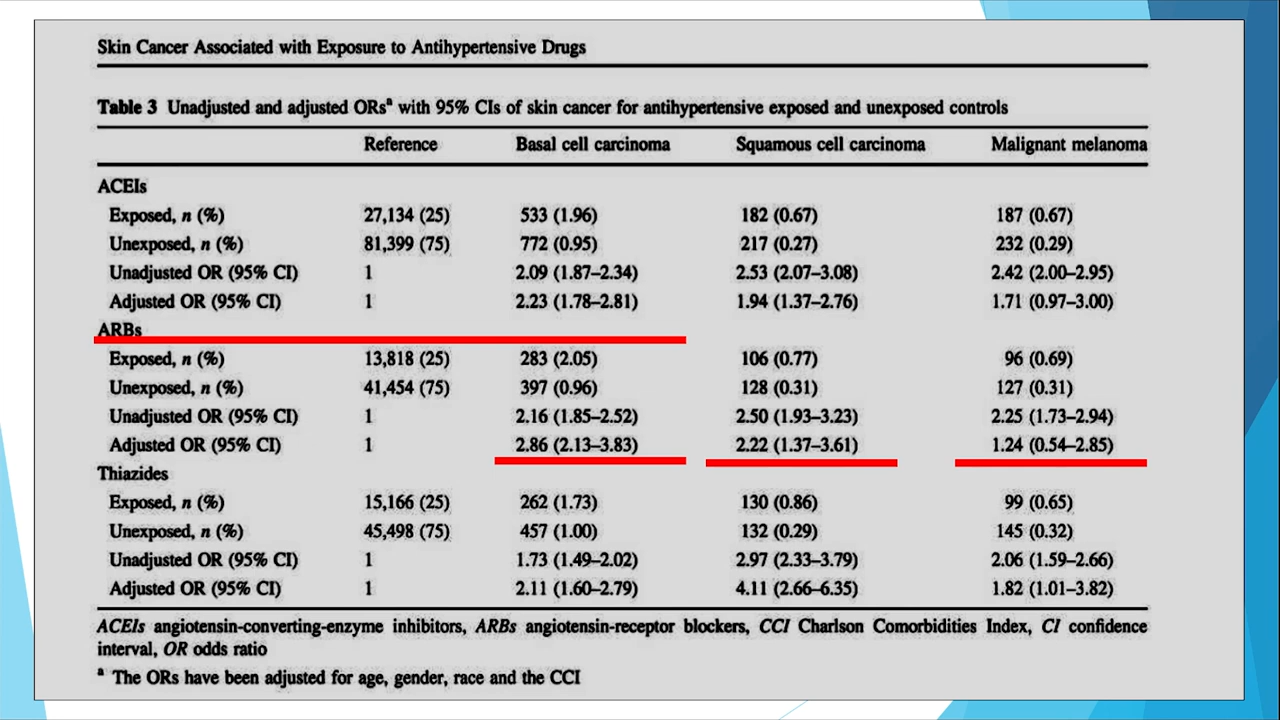 Skin Cancer Associated with Exposure to Antihypertensive Drugs
Table 3 Unadjusted and adjusted ORsª with 95% CIs of skin cancer for antihypertensive exposed and unexposed controls
Reference Basal cell carcinoma Squamous cell carcinoma Malignant melanoma
ACEIs
Exposed, n (%) 27,134 (25) 533 (1.96) 182 (0.67) 187 (0.67)
Unexposed, n (%) 81,399 (75) 772 (0.95) 217 (0.27) 232 (0.29)
Unadjusted OR (95% CI) 1 2.09 (1.87–2.34) 2.53 (2.07–3.08) 2.42 (2.00–2.95)
Adjusted OR (95% CI) 1 2.23 (1.78–2.81) 1.94 (1.37–2.76) 1.71 (0.97–3.00)
ARBs
Exposed, n (%) 13,818 (25) 283 (2.05) 106 (0.77) 96 (0.69)
Unexposed, n (%) 41,454 (75) 397 (0.96) 128 (0.31) 127 (0.31)
Unadjusted OR (95% CI) 1 2.16 (1.85–2.52) 2.50 (1.93–3.23) 2.25 (1.73–2.94)
Adjusted OR (95% CI) 1 2.86 (2.13–3.83) 2.22 (1.37–3.61) 1.24 (0.54–2.85)
Thiazides
Exposed, n (%) 15,166 (25) 262 (1.73) 130 (0.86) 99 (0.65)
Unexposed, n (%) 45,498 (75) 457 (1.00) 132 (0.29) 145 (0.32)
Unadjusted OR (95% CI) 1 1.73 (1.49–2.02) 2.97 (2.33–3.79) 2.06 (1.59–2.66)
Adjusted OR (95% CI) 1 2.11 (1.60–2.79) 4.11 (2.66–6.35) 1.82 (1.01–3.82)
ACEIs angiotensin-converting-enzyme inhibitors, ARBs angiotensin-receptor blockers, CCI Charlson Comorbidities Index, CI confidence
interval, OR odds ratio
ª The ORs have been adjusted for age, gender, race and the CCI